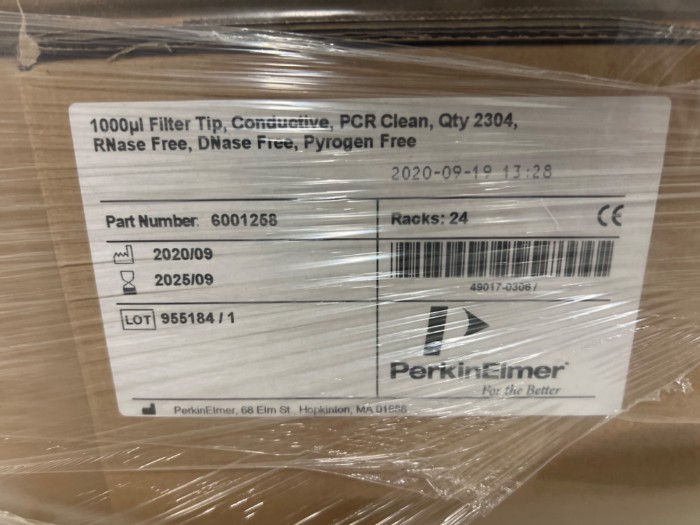 1000µl Filter Tip, Conductive, PCR Clean, Qty 2304,
RNase Free, DNase Free, Pyrogen Free
2020-09-19 13:28
Part Number: 6001258
Racks: 24
CE
2020/09
2025/09
49017-0306
LOT 955184 / 1
PerkinElmer
For the Better
PerkinElmer, 68 Elm St., Hopkinton, MA